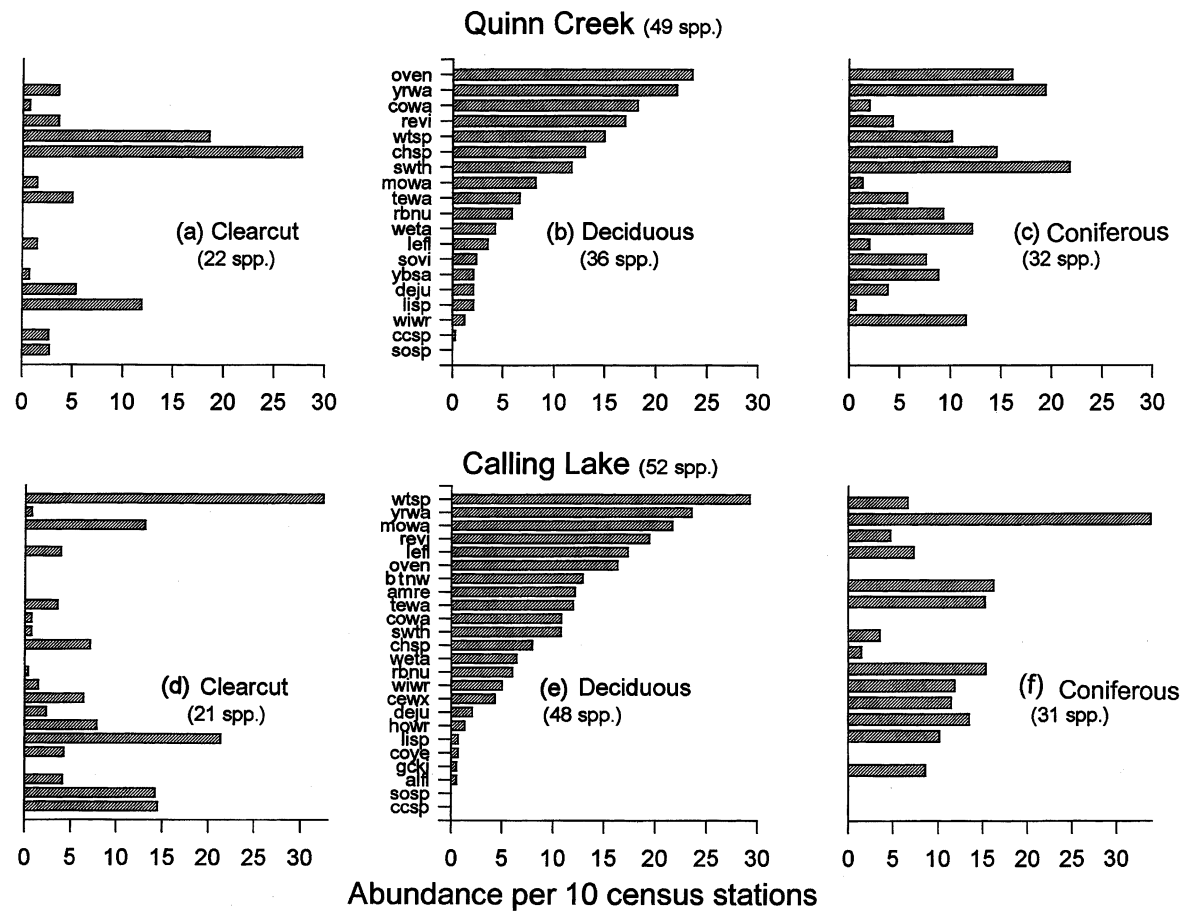 Quinn Creek (49 spp.)
oven
yrwa
cowa
revi
wtsp
chsp
swth
mowa
tewa
rbnu
weta
lefl
sovi
ybsa
deju
lisp
wiwr
ccsp
sosp
(a) Clearcut
(22 spp.)
(b) Deciduous
(36 spp.)
(c) Coniferous
(32 spp.)
0 5 10 15 20 25 30
0 5 10 15 20 25 30
0 5 10 15 20 25 30
Calling Lake (52 spp.)
wtsp
yrwa
mowa
revi
lefl
oven
btnw
amre
tewa
cowa
swth
chsp
weta
rbnu
wiwr
cewx
deju
howr
lisp
coye
gcki
alfl
sosp
ccsp
(d) Clearcut
(21 spp.)
(e) Deciduous
(48 spp.)
(f) Coniferous
(31 spp.)
0 5 10 15 20 25 30
0 5 10 15 20 25 30
0 5 10 15 20 25 30
Abundance per 10 census stations